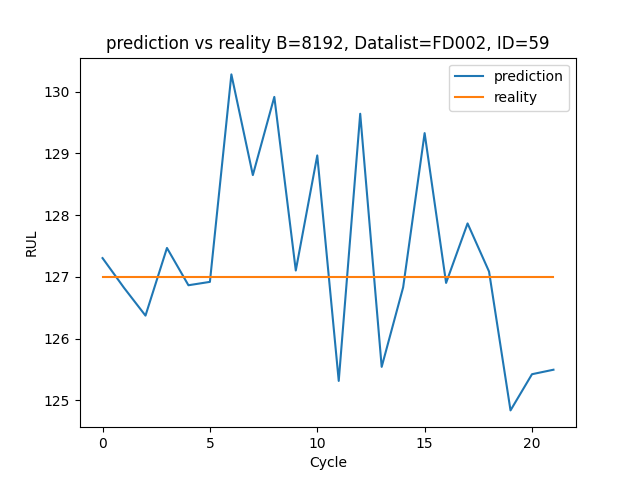 prediction vs reality B=8192, Datalist=FD002, ID=59
prediction
reality
130
129
128
127
126
125
RUL
0 5 10 15 20
Cycle